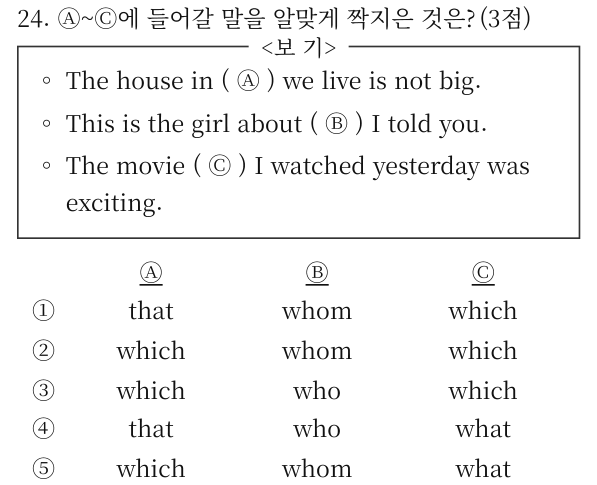 24. Ⓐ~Ⓒ에 들어갈 말을 알맞게 짝지은 것은?(3점)
<보 기>
◦ The house in ( Ⓐ ) we live is not big.
◦ This is the girl about ( Ⓑ ) I told you.
◦ The movie ( Ⓒ ) I watched yesterday was
exciting.
Ⓐ Ⓑ Ⓒ
① that whom which
② which whom which
③ which who which
④ that who what
⑤ which whom what